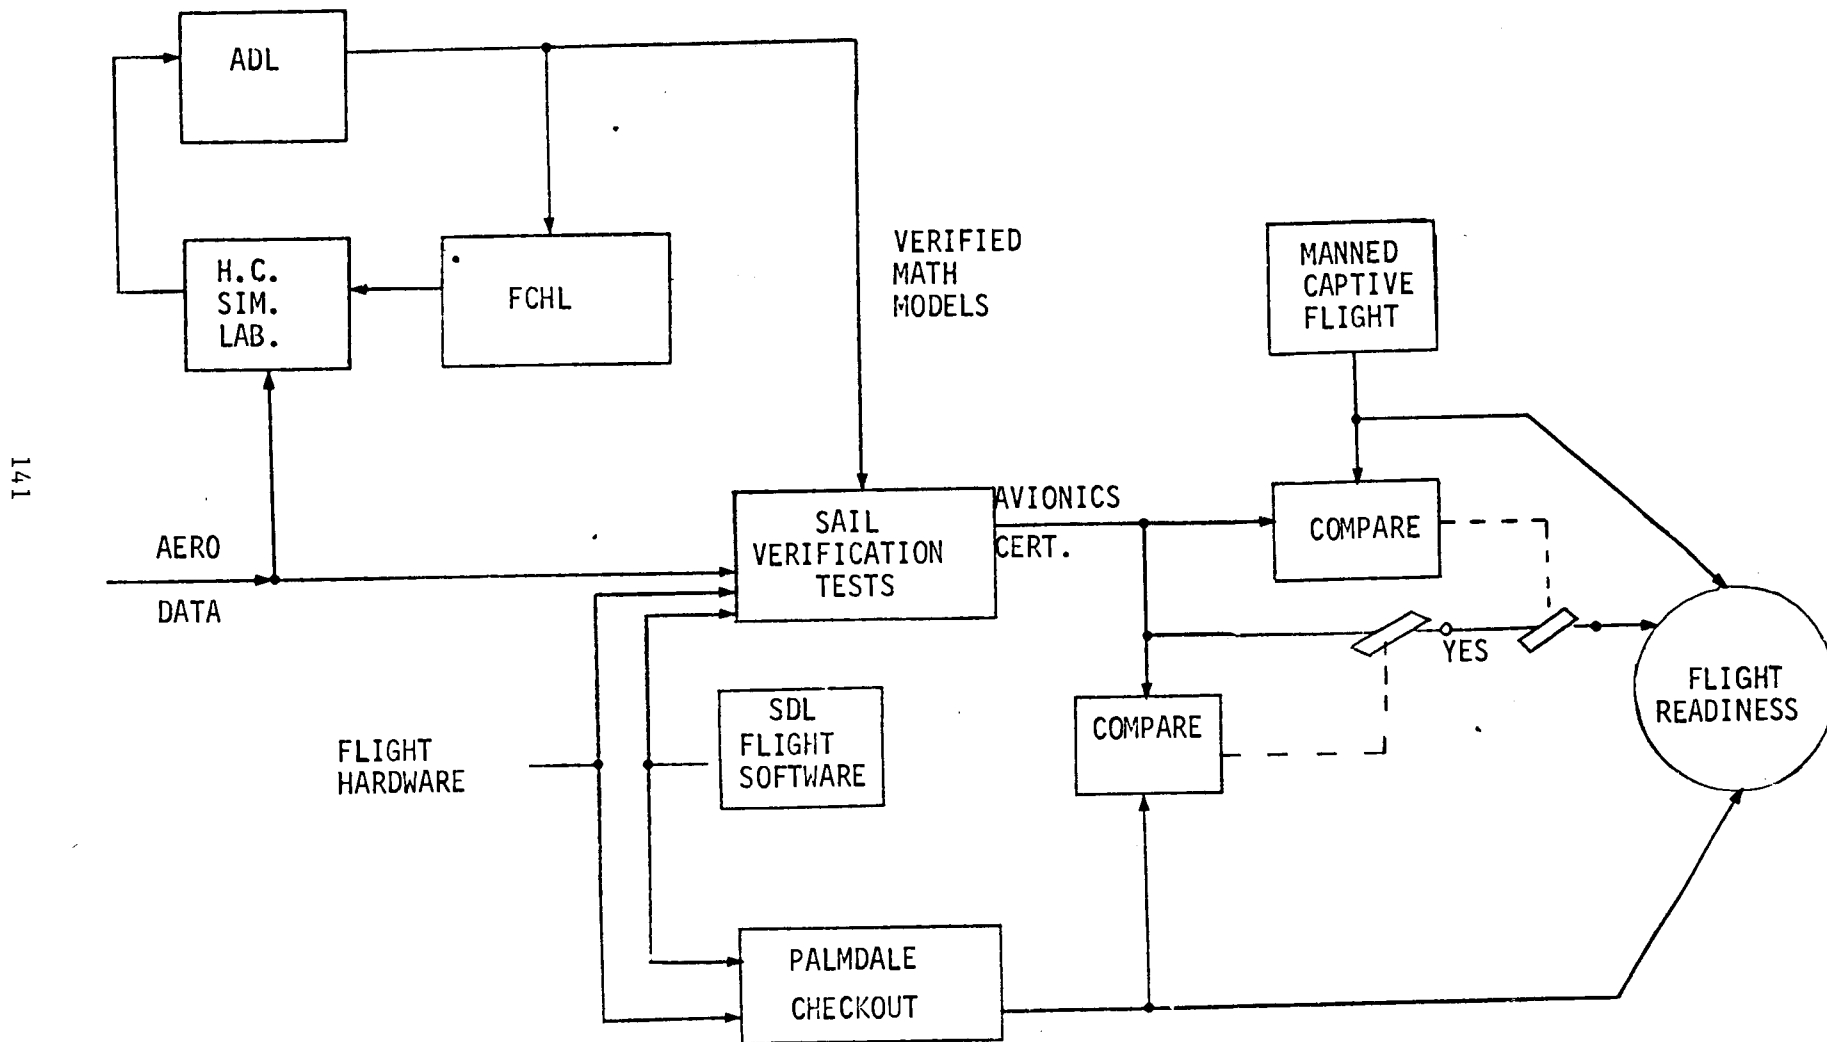 ADL
H.C.
SIM.
LAB.
FCHL
VERIFIED
MATH
MODELS
MANNED
CAPTIVE
FLIGHT
141
AERO
DATA
SAIL
VERIFICATION
TESTS
AVIONICS
CERT.
COMPARE
YES
FLIGHT
READINESS
FLIGHT
HARDWARE
SDL
FLIGHT
SOFTWARE
COMPARE
PALMDALE
CHECKOUT